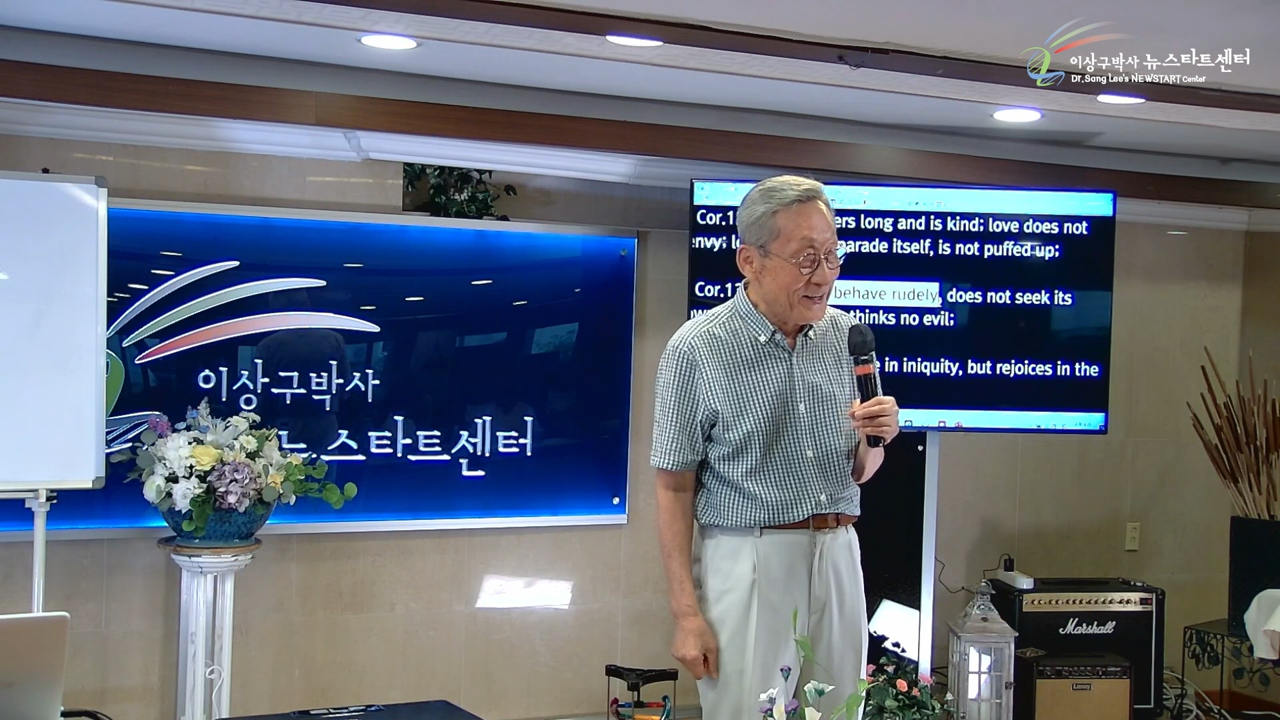 이상구박사 뉴스타트센터
Dr. Sang Lee's NEWSTART Center
Cor.1 ers long and is kind; love does not
envy; parade itself, is not puffed up;
Cor.1 behave rudely, does not seek its
thinks no evil;
e in iniquity, but rejoices in the
이상구박사
뉴스타트센터
Marshall
Laney